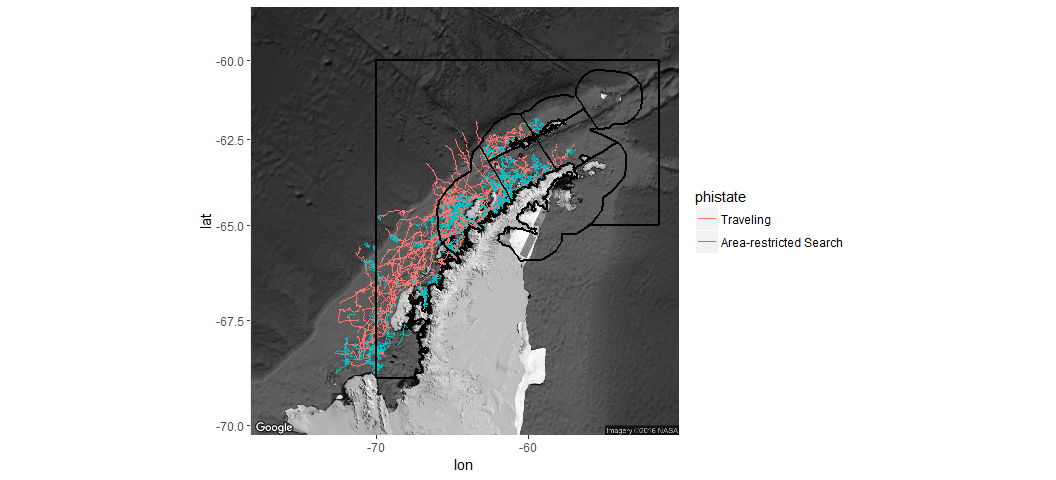 -60.0
-62.5
-65.0
-67.5
-70.0
lat
-70
-60
lon
Google
Imagery ©2016 NASA
phistate
Traveling
Area-restricted Search